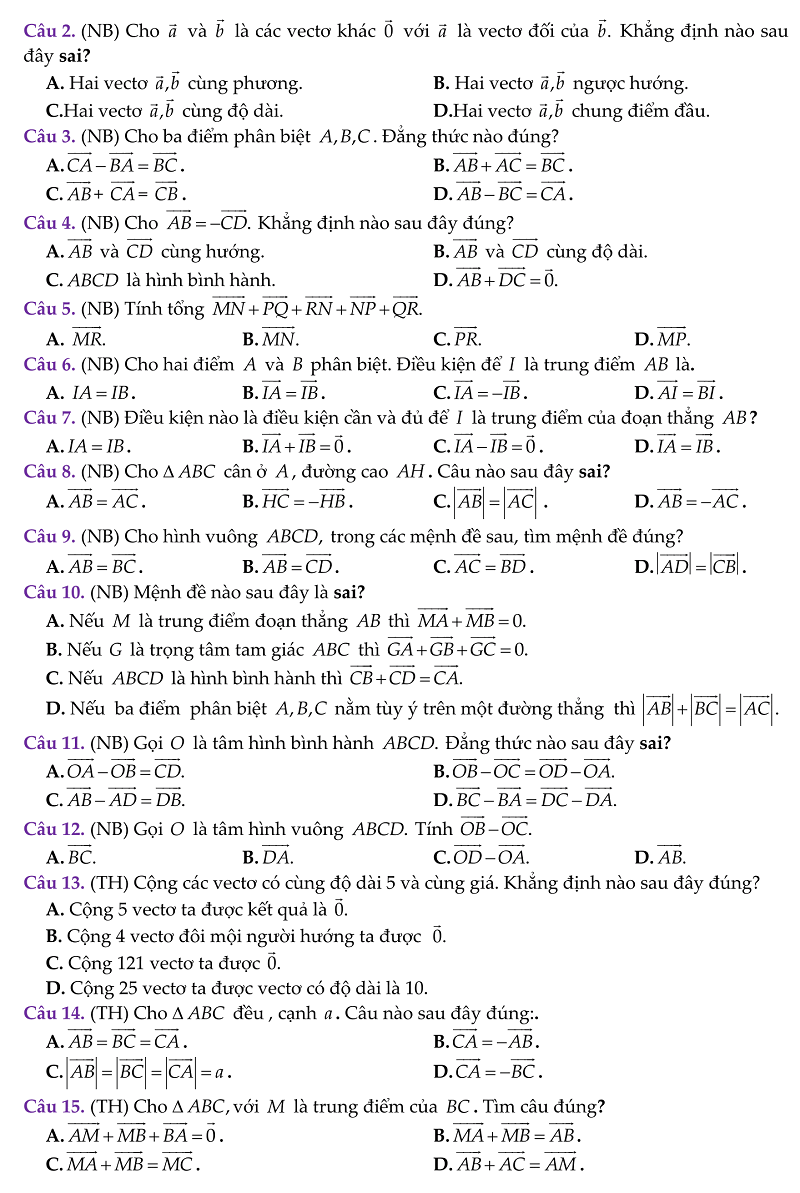 Câu 2. (NB) Cho $\vec{a}$ và $\vec{b}$ là các vectơ khác $\vec{0}$ với $\vec{a}$ là vectơ đối của $\vec{b}$. Khẳng định nào sau
đây sai?
A. Hai vectơ $\vec{a},\vec{b}$ cùng phương. B. Hai vectơ $\vec{a},\vec{b}$ ngược hướng.
C.Hai vectơ $\vec{a},\vec{b}$ cùng độ dài. D.Hai vectơ $\vec{a},\vec{b}$ chung điểm đầu.
Câu 3. (NB) Cho ba điểm phân biệt $A,B,C$. Đẳng thức nào đúng?
A. $\overrightarrow{CA}-\overrightarrow{BA}=\overrightarrow{BC}$. B. $\overrightarrow{AB}+\overrightarrow{AC}=\overrightarrow{BC}$.
C. $\overrightarrow{AB}+\overrightarrow{CA}=\overrightarrow{CB}$. D. $\overrightarrow{AB}-\overrightarrow{BC}=\overrightarrow{CA}$.
Câu 4. (NB) Cho $\overrightarrow{AB}=-\overrightarrow{CD}$. Khẳng định nào sau đây đúng?
A. $\overrightarrow{AB}$ và $\overrightarrow{CD}$ cùng hướng. B. $\overrightarrow{AB}$ và $\overrightarrow{CD}$ cùng độ dài.
C. $ABCD$ là hình bình hành. D. $\overrightarrow{AB}+\overrightarrow{DC}=\vec{0}$.
Câu 5. (NB) Tính tổng $\overrightarrow{MN}+\overrightarrow{PQ}+\overrightarrow{RN}+\overrightarrow{NP}+\overrightarrow{QR}$.
A. $\overrightarrow{MR}$. B. $\overrightarrow{MN}$. C. $\overrightarrow{PR}$. D. $\overrightarrow{MP}$.
Câu 6. (NB) Cho hai điểm $A$ và $B$ phân biệt. Điều kiện để $I$ là trung điểm $AB$ là.
A. $IA=IB$. B. $\overrightarrow{IA}=\overrightarrow{IB}$. C. $\overrightarrow{IA}=-\overrightarrow{IB}$. D. $\overrightarrow{AI}=\overrightarrow{BI}$.
Câu 7. (NB) Điều kiện nào là điều kiện cần và đủ để $I$ là trung điểm của đoạn thẳng $AB$?
A. $IA=IB$. B. $\overrightarrow{IA}+\overrightarrow{IB}=\vec{0}$. C. $\overrightarrow{IA}-\overrightarrow{IB}=\vec{0}$. D. $\overrightarrow{IA}=\overrightarrow{IB}$.
Câu 8. (NB) Cho $\Delta ABC$ cân ở $A$, đường cao $AH$. Câu nào sau đây sai?
A. $\overrightarrow{AB}=\overrightarrow{AC}$. B. $\overrightarrow{HC}=-\overrightarrow{HB}$. C. $|\overrightarrow{AB}|=|\overrightarrow{AC}|$. D. $\overrightarrow{AB}=-\overrightarrow{AC}$.
Câu 9. (NB) Cho hình vuông $ABCD$, trong các mệnh đề sau, tìm mệnh đề đúng?
A. $\overrightarrow{AB}=\overrightarrow{BC}$. B. $\overrightarrow{AB}=\overrightarrow{CD}$. C. $\overrightarrow{AC}=\overrightarrow{BD}$. D. $|\overrightarrow{AD}|=|\overrightarrow{CB}|$.
Câu 10. (NB) Mệnh đề nào sau đây là sai?
A. Nếu $M$ là trung điểm đoạn thẳng $AB$ thì $\overrightarrow{MA}+\overrightarrow{MB}=0$.
B. Nếu $G$ là trọng tâm tam giác $ABC$ thì $\overrightarrow{GA}+\overrightarrow{GB}+\overrightarrow{GC}=0$.
C. Nếu $ABCD$ là hình bình hành thì $\overrightarrow{CB}+\overrightarrow{CD}=\overrightarrow{CA}$.
D. Nếu ba điểm phân biệt $A,B,C$ nằm tùy ý trên một đường thẳng thì $|\overrightarrow{AB}|+|\overrightarrow{BC}|=|\overrightarrow{AC}|$.
Câu 11. (NB) Gọi $O$ là tâm hình bình hành $ABCD$. Đẳng thức nào sau đây sai?
A. $\overrightarrow{OA}-\overrightarrow{OB}=\overrightarrow{CD}$. B. $\overrightarrow{OB}-\overrightarrow{OC}=\overrightarrow{OD}-\overrightarrow{OA}$.
C. $\overrightarrow{AB}-\overrightarrow{AD}=\overrightarrow{DB}$. D. $\overrightarrow{BC}-\overrightarrow{BA}=\overrightarrow{DC}-\overrightarrow{DA}$.
Câu 12. (NB) Gọi $O$ là tâm hình vuông $ABCD$. Tính $\overrightarrow{OB}-\overrightarrow{OC}$.
A. $\overrightarrow{BC}$. B. $\overrightarrow{DA}$. C. $\overrightarrow{OD}-\overrightarrow{OA}$. D. $\overrightarrow{AB}$.
Câu 13. (TH) Cộng các vectơ có cùng độ dài 5 và cùng giá. Khẳng định nào sau đây đúng?
A. Cộng 5 vectơ ta được kết quả là $\vec{0}$.
B. Cộng 4 vectơ đôi mội người hướng ta được $\vec{0}$.
C. Cộng 121 vectơ ta được $\vec{0}$.
D. Cộng 25 vectơ ta được vectơ có độ dài là 10.
Câu 14. (TH) Cho $\Delta ABC$ đều , cạnh $a$. Câu nào sau đây đúng:.
A. $\overrightarrow{AB}=\overrightarrow{BC}=\overrightarrow{CA}$. B. $\overrightarrow{CA}=-\overrightarrow{AB}$.
C. $|\overrightarrow{AB}|=|\overrightarrow{BC}|=|\overrightarrow{CA}|=a$. D. $\overrightarrow{CA}=-\overrightarrow{BC}$.
Câu 15. (TH) Cho $\Delta ABC$, với $M$ là trung điểm của $BC$. Tìm câu đúng?
A. $\overrightarrow{AM}+\overrightarrow{MB}+\overrightarrow{BA}=\vec{0}$. B. $\overrightarrow{MA}+\overrightarrow{MB}=\overrightarrow{AB}$.
C. $\overrightarrow{MA}+\overrightarrow{MB}=\overrightarrow{MC}$. D. $\overrightarrow{AB}+\overrightarrow{AC}=\overrightarrow{AM}$.